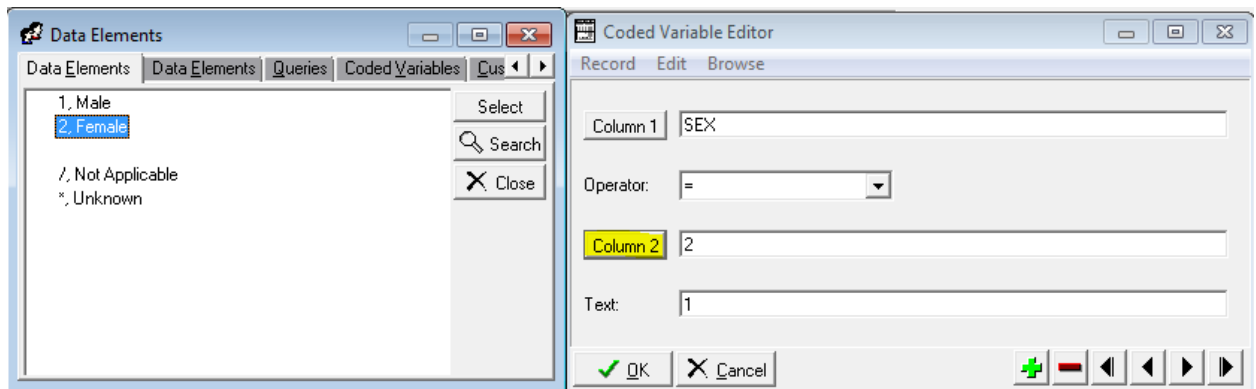 Data Elements
Data Elements Data Elements Queries Coded Variables Cus
1, Male
2, Female
/, Not Applicable
*, Unknown
Select
Search
Close
Coded Variable Editor
Record Edit Browse
Column 1 SEX
Operator: =
Column 2 2
Text: 1
OK Cancel